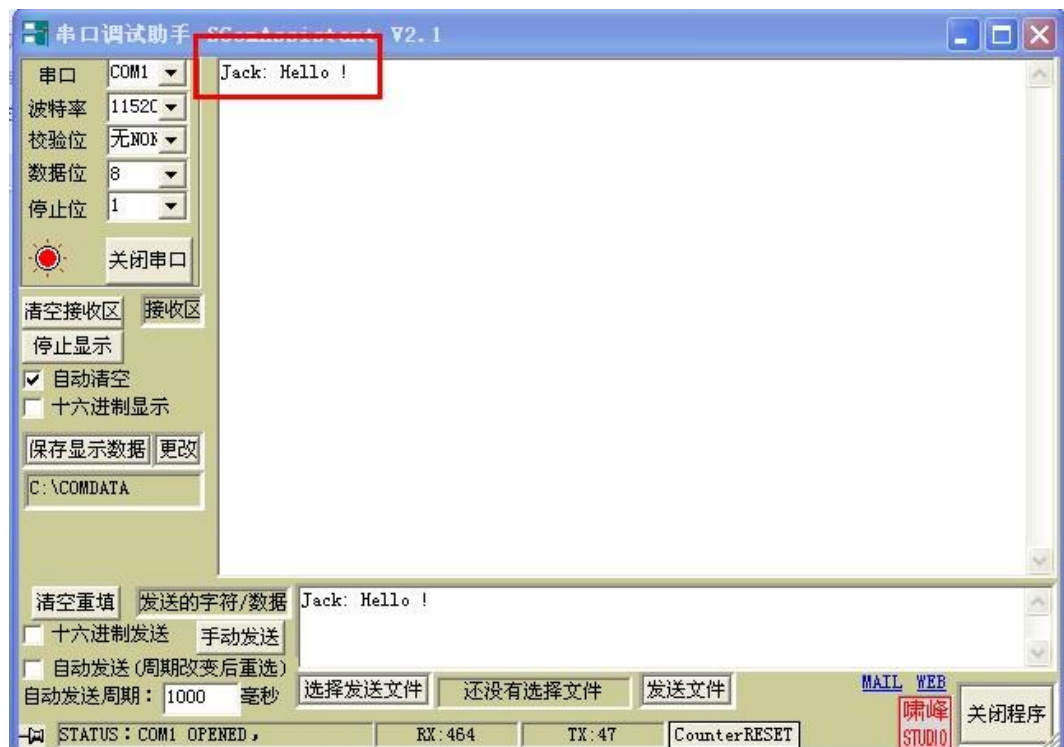 串口调试助手 SComAssistant V2.1
串口 COM1
波特率 11520
校验位 无NON
数据位 8
停止位 1
关闭串口
清空接收区 接收区
停止显示
自动清空
十六进制显示
保存显示数据 更改
C:\COMDATA
Jack: Hello !
清空重填 发送的字符/数据
Jack: Hello !
十六进制发送 手动发送
自动发送(周期改变后重选)
自动发送周期: 1000 毫秒
选择发送文件 还没有选择文件 发送文件
MAIL WEB
啸峰
STUDIO
关闭程序
STATUS:COM1 OPENED, RX:464 TX:47 CounterRESET